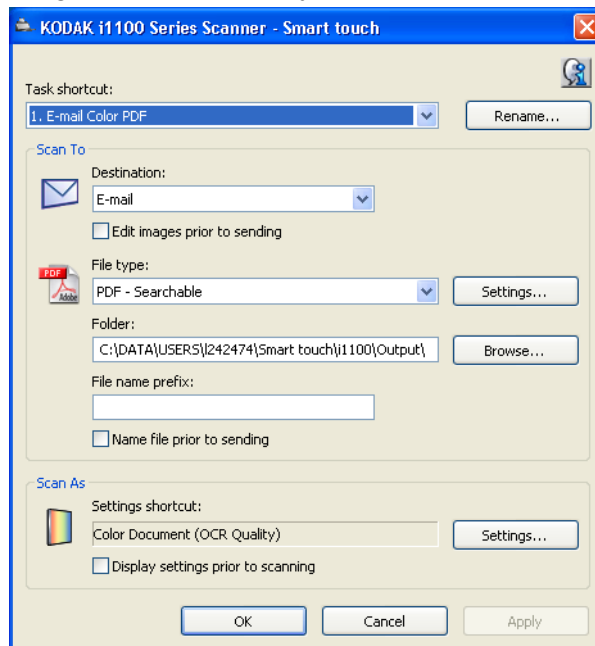 KODAK i1100 Series Scanner - Smart touch
Task shortcut:
1. E-mail Color PDF
Rename...
Scan To
Destination:
E-mail
Edit images prior to sending
File type:
PDF
Adobe
PDF - Searchable
Settings...
Folder:
C:\DATA\USERS\l242474\Smart touch\i1100\Output\
Browse...
File name prefix:
Name file prior to sending
Scan As
Settings shortcut:
Color Document (OCR Quality)
Settings...
Display settings prior to scanning
OK
Cancel
Apply